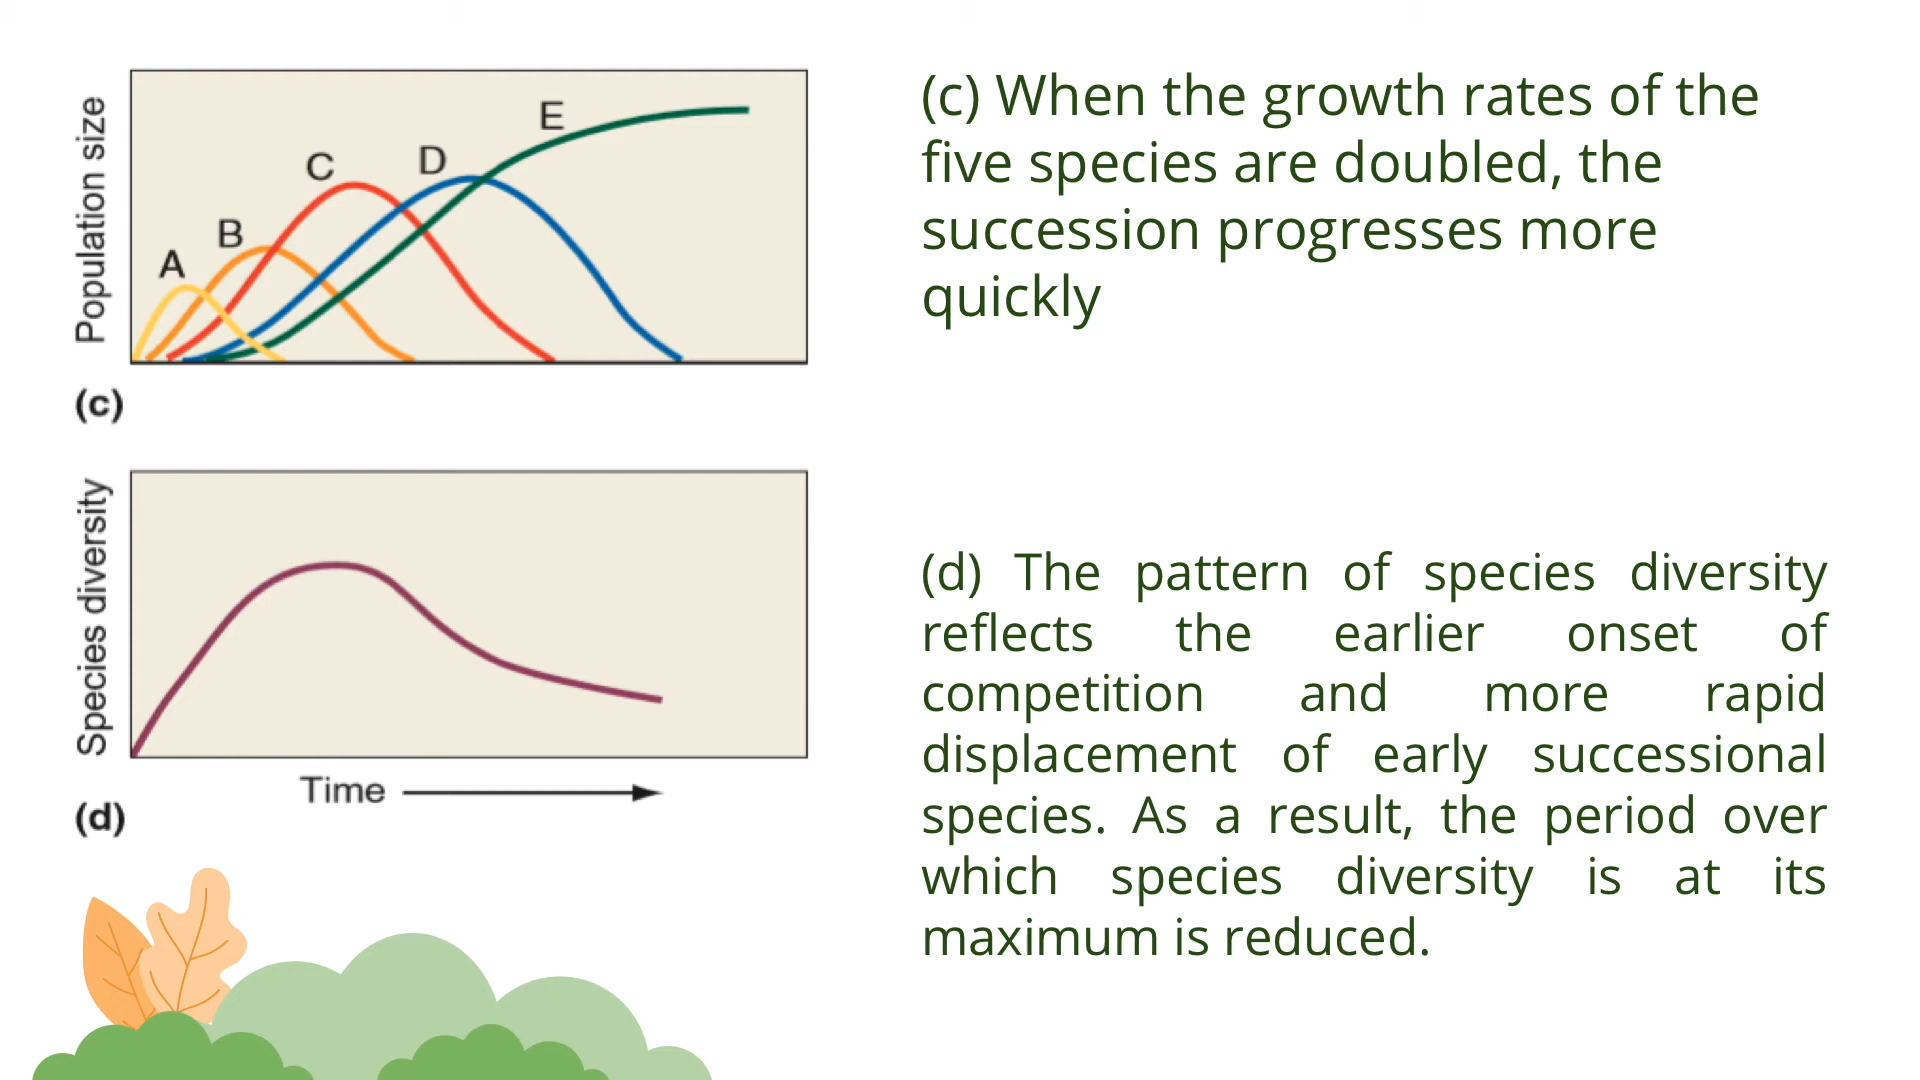 Population size
A
B
C
D
E
(c)
Species diversity
Time
(d)
(c) When the growth rates of the
five species are doubled, the
succession progresses more
quickly
(d) The pattern of species diversity
reflects the earlier onset of
competition and more rapid
displacement of early successional
species. As a result, the period over
which species diversity is at its
maximum is reduced.